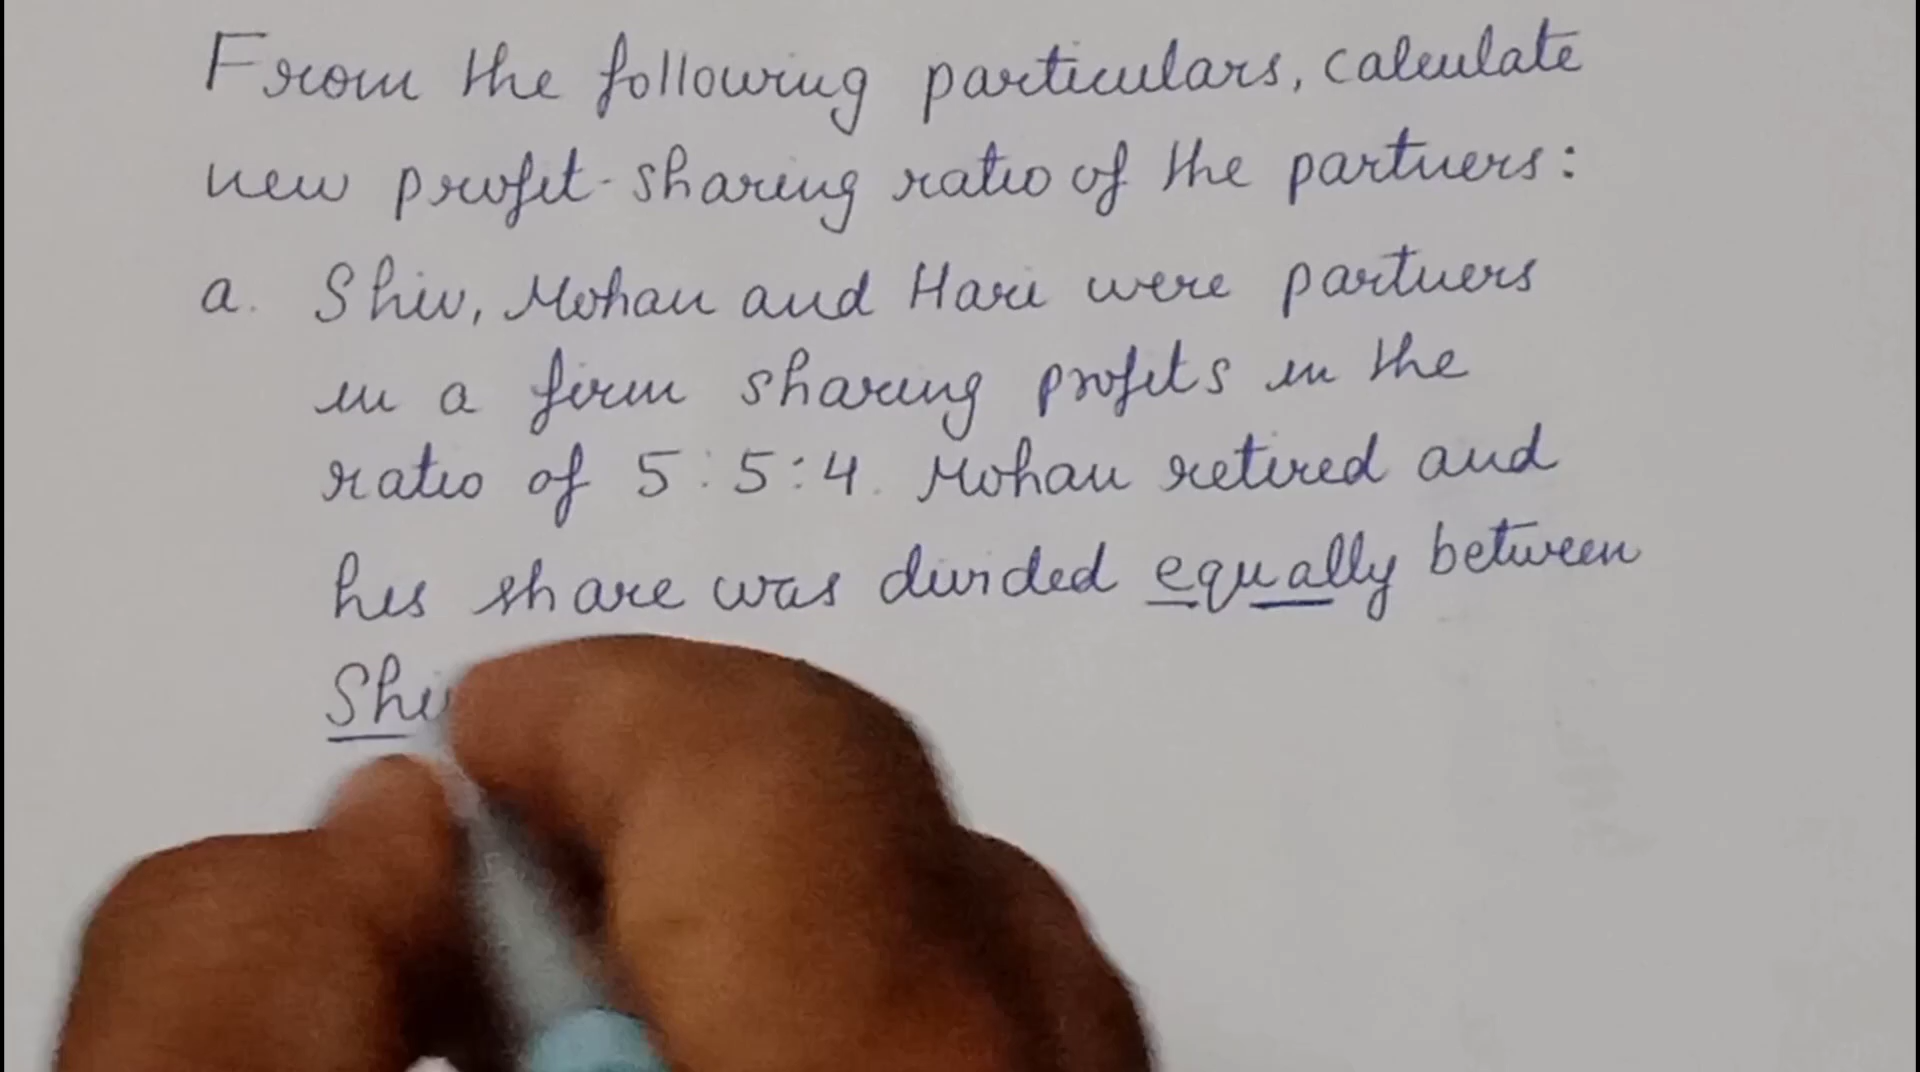 From the following particulars, calculate
new profit-sharing ratio of the partners:
a. Shiv, Mohan and Hari were partners
in a firm sharing profits in the
ratio of 5:5:4. Mohan retired and
his share was divided equally between